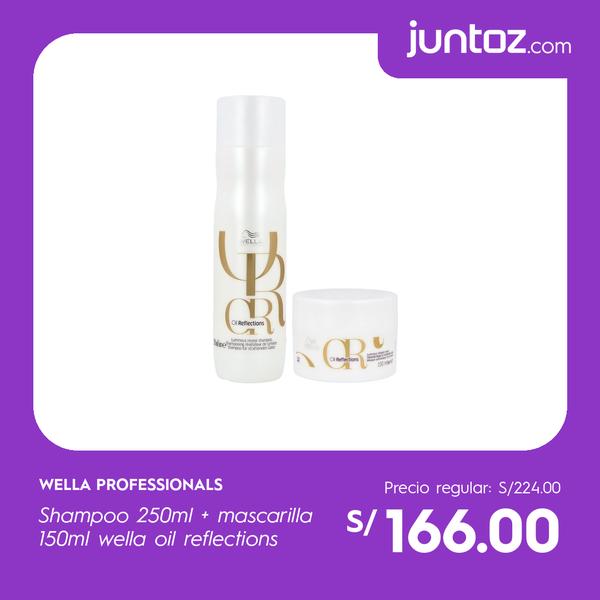 juntoz.com
WELLA
Oil Reflections
Oil Reflections
WELLA PROFESSIONALS
Shampoo 250ml + mascarilla
150ml wella oil reflections
Precio regular: S/224.00
S/166.00